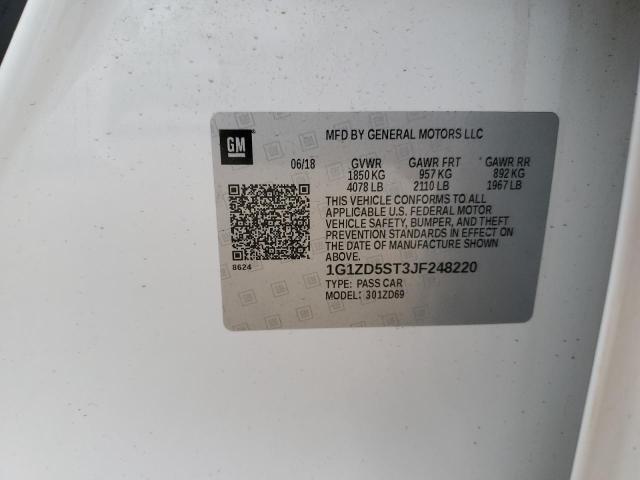 GM
MFD BY GENERAL MOTORS LLC
06/18 GVWR GAWR FRT GAWR RR
1850 KG 957 KG 892 KG
4078 LB 2110 LB 1967 LB
THIS VEHICLE CONFORMS TO ALL
APPLICABLE U.S. FEDERAL MOTOR
VEHICLE SAFETY, BUMPER, AND THEFT
PREVENTION STANDARDS IN EFFECT
ON THE DATE OF MANUFACTURE SHOWN
ABOVE.
8624
1G1ZD5ST3JF248220
TYPE: PASS CAR
MODEL: 301ZD69